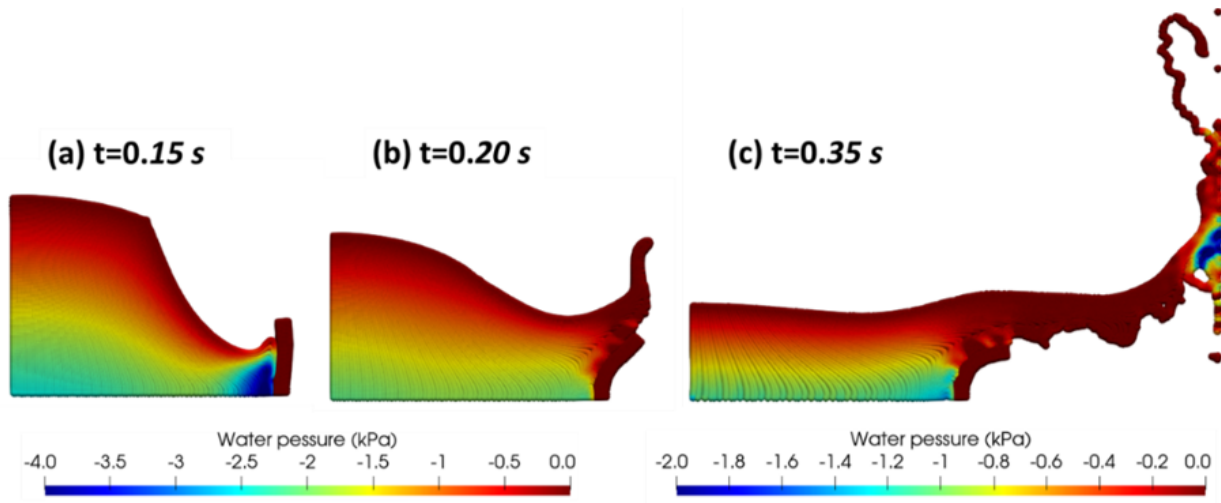 (a) t=0.15 s
(b) t=0.20 s
(c) t=0.35 s
Water pessure (kPa)
-4.0 -3.5 -3 -2.5 -2 -1.5 -1 -0.5 0.0
Water pessure (kPa)
-2.0 -1.8 -1.6 -1.4 -1.2 -1 -0.8 -0.6 -0.4 -0.2 0.0